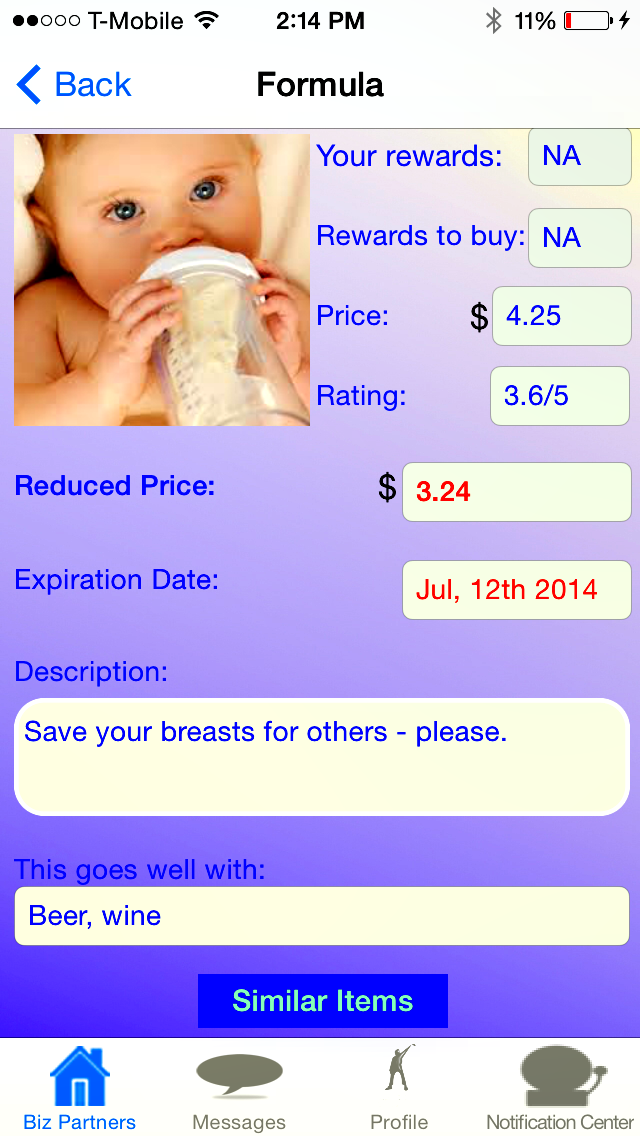 T-Mobile 2:14 PM 11%
Back Formula
Your rewards: NA
Rewards to buy: NA
Price: $ 4.25
Rating: 3.6/5
Reduced Price: $ 3.24
Expiration Date: Jul, 12th 2014
Description:
Save your breasts for others - please.
This goes well with:
Beer, wine
Similar Items
Biz Partners Messages Profile Notification Center